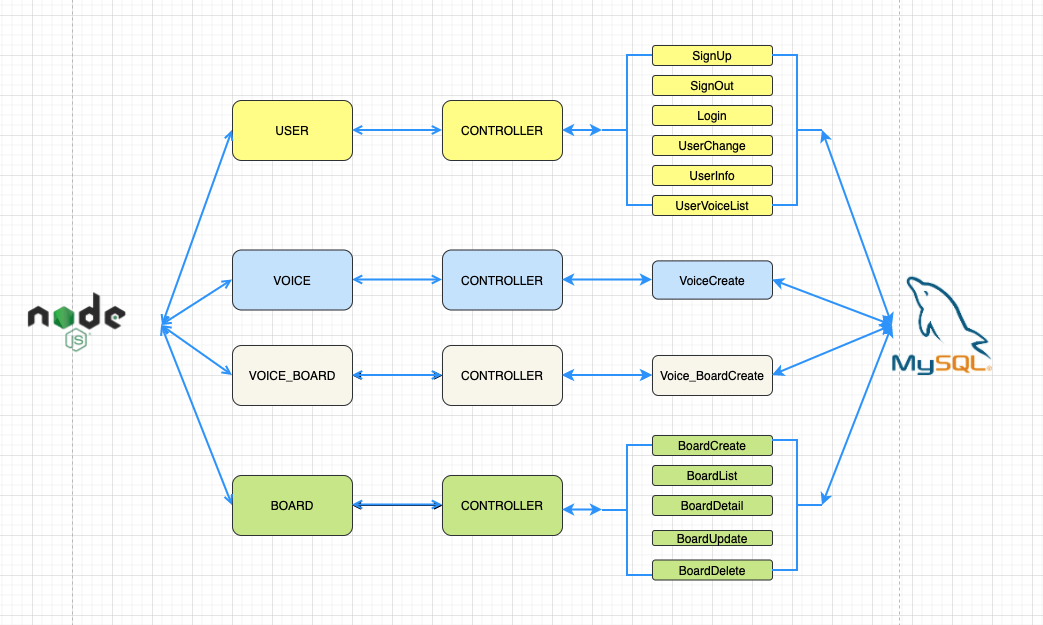 SignUp
SignOut
USER
CONTROLLER
Login
UserChange
UserInfo
UserVoiceList
VOICE
CONTROLLER
VoiceCreate
node
JS
MySQL
VOICE_BOARD
CONTROLLER
Voice_BoardCreate
BoardCreate
BoardList
BOARD
CONTROLLER
BoardDetail
BoardUpdate
BoardDelete